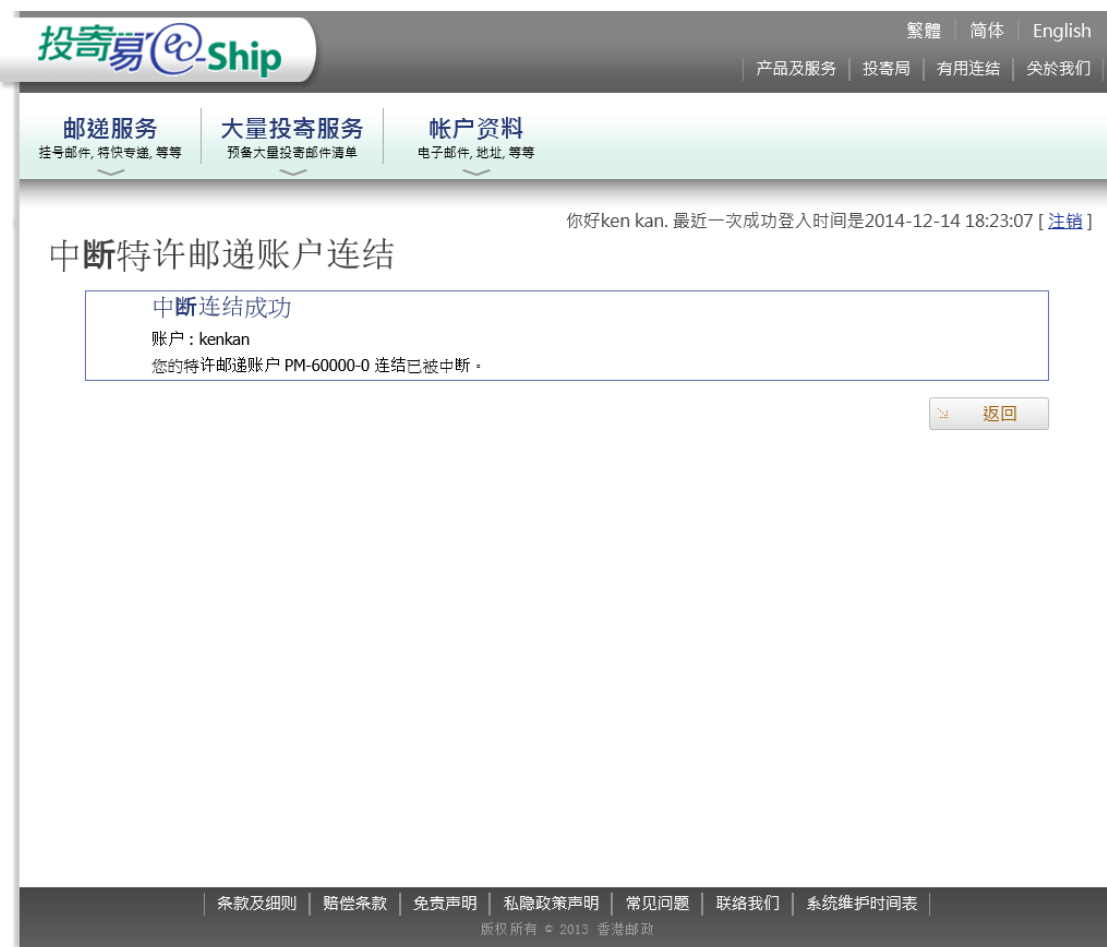 投寄易 ec-Ship
繁體 简体 English
产品及服务 投寄局 有用连结 关於我们
邮递服务 大量投寄服务 帐户资料
挂号邮件, 特快专递, 等等 预备大量投寄邮件清单 电子邮件, 地址, 等等
你好ken kan. 最近一次成功登入时间是2014-12-14 18:23:07 [ 注销 ]
中断特许邮递账户连结
中断连结成功
账户 : kenkan
您的特许邮递账户 PM-60000-0 连结已被中断。
返回
条款及细则 赔偿条款 免责声明 私隐政策声明 常见问题 联络我们 系统维护时间表
版权所有 © 2013 香港邮政